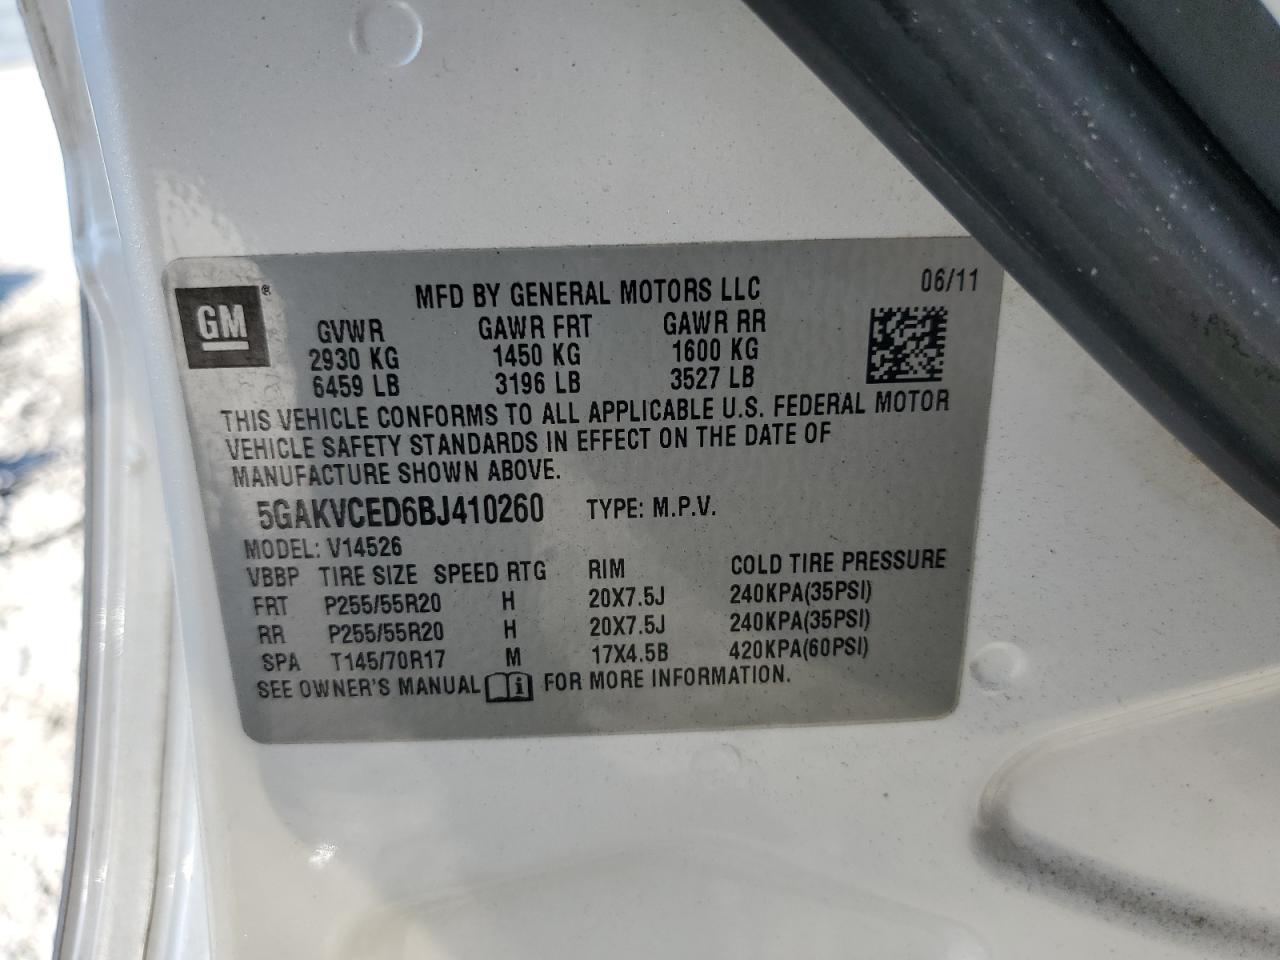 GM®
MFD BY GENERAL MOTORS LLC 06/11
GVWR GAWR FRT GAWR RR
2930 KG 1450 KG 1600 KG
6459 LB 3196 LB 3527 LB
THIS VEHICLE CONFORMS TO ALL APPLICABLE U.S. FEDERAL MOTOR
VEHICLE SAFETY STANDARDS IN EFFECT ON THE DATE OF
MANUFACTURE SHOWN ABOVE.
5GAKVCED6BJ410260 TYPE: M.P.V.
MODEL: V14526
VBBP TIRE SIZE SPEED RTG RIM COLD TIRE PRESSURE
FRT P255/55R20 H 20X7.5J 240KPA(35PSI)
RR P255/55R20 H 20X7.5J 240KPA(35PSI)
SPA T145/70R17 M 17X4.5B 420KPA(60PSI)
SEE OWNER'S MANUAL FOR MORE INFORMATION.